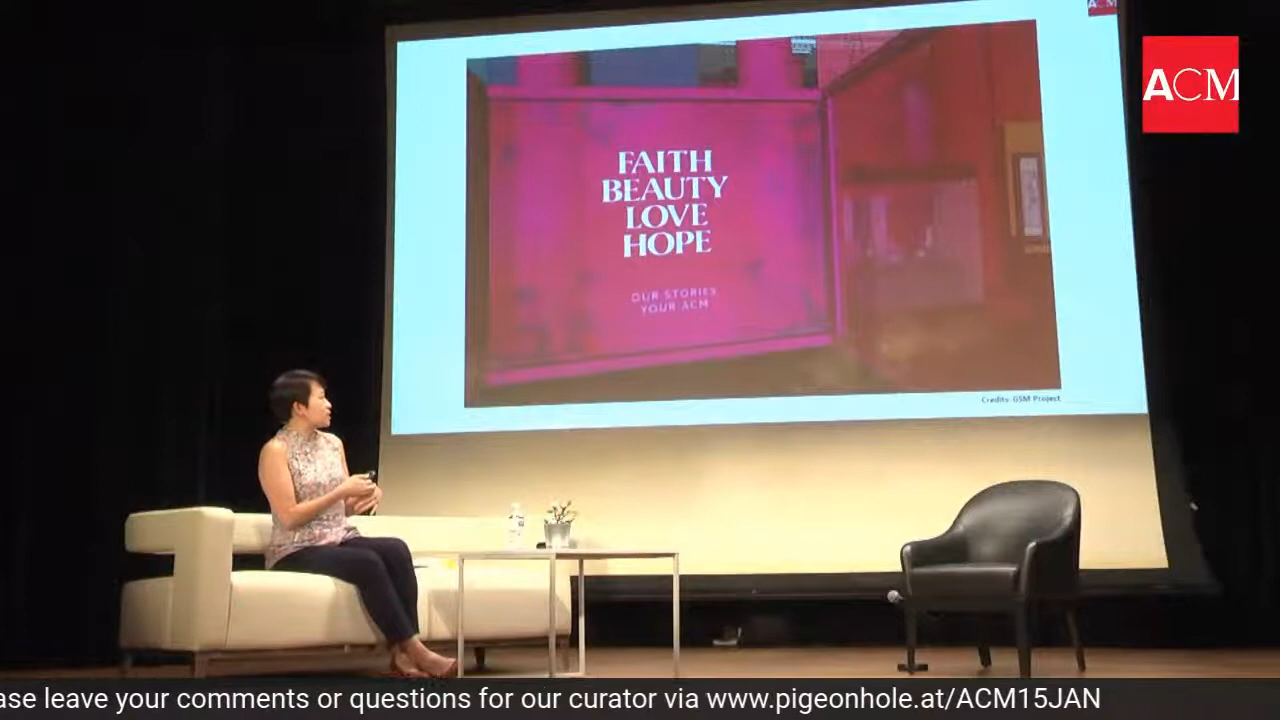 ACM
ACM
FAITH
BEAUTY
LOVE
HOPE
OUR STORIES
YOUR ACM
Credits: GSM Project
ase leave your comments or questions for our curator via www.pigeonhole.at/ACM15JAN